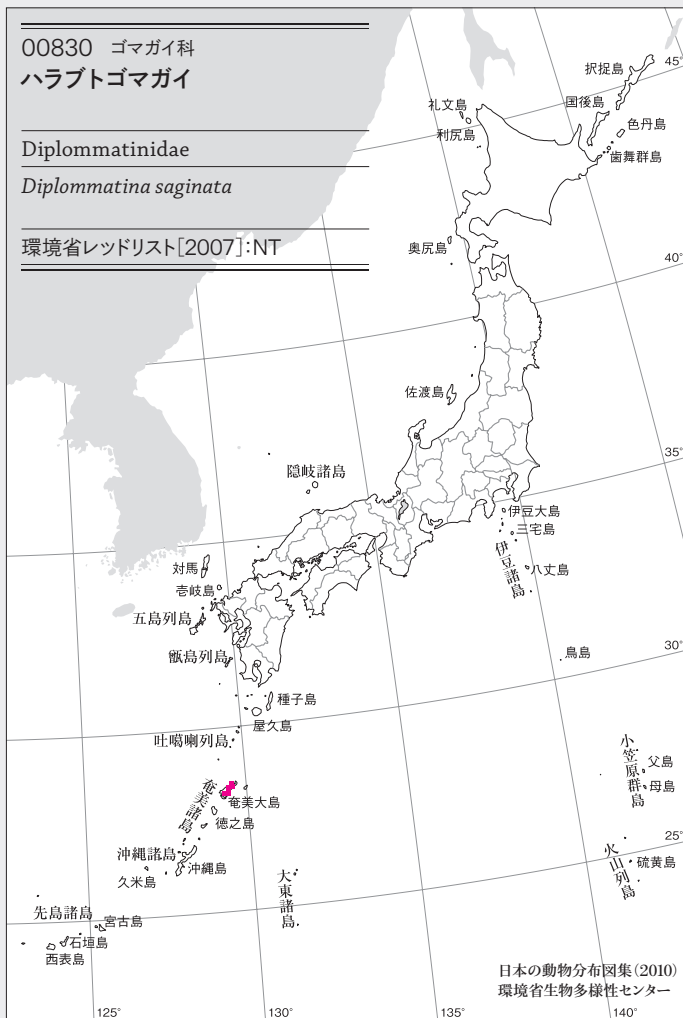 00830 ゴマガイ科
ハラブトゴマガイ
Diplommatinidae
Diplommatina saginata
環境省レッドリスト[2007]:NT
択捉島
45°
国後島
礼文島
色丹島
利尻島
歯舞群島
奥尻島
40°
佐渡島
35°
隠岐諸島
伊豆大島
三宅島
伊豆諸島
八丈島
対馬
壱岐島
五島列島
甑島列島
鳥島
30°
種子島
屋久島
吐噶喇列島
小笠原群島
父島
母島
奄美諸島
奄美大島
徳之島
25°
沖縄諸島
沖縄島
久米島
火山列島
硫黄島
大東諸島
先島諸島
宮古島
石垣島
西表島
日本の動物分布図集(2010)
環境省生物多様性センター
125°
130°
135°
140°